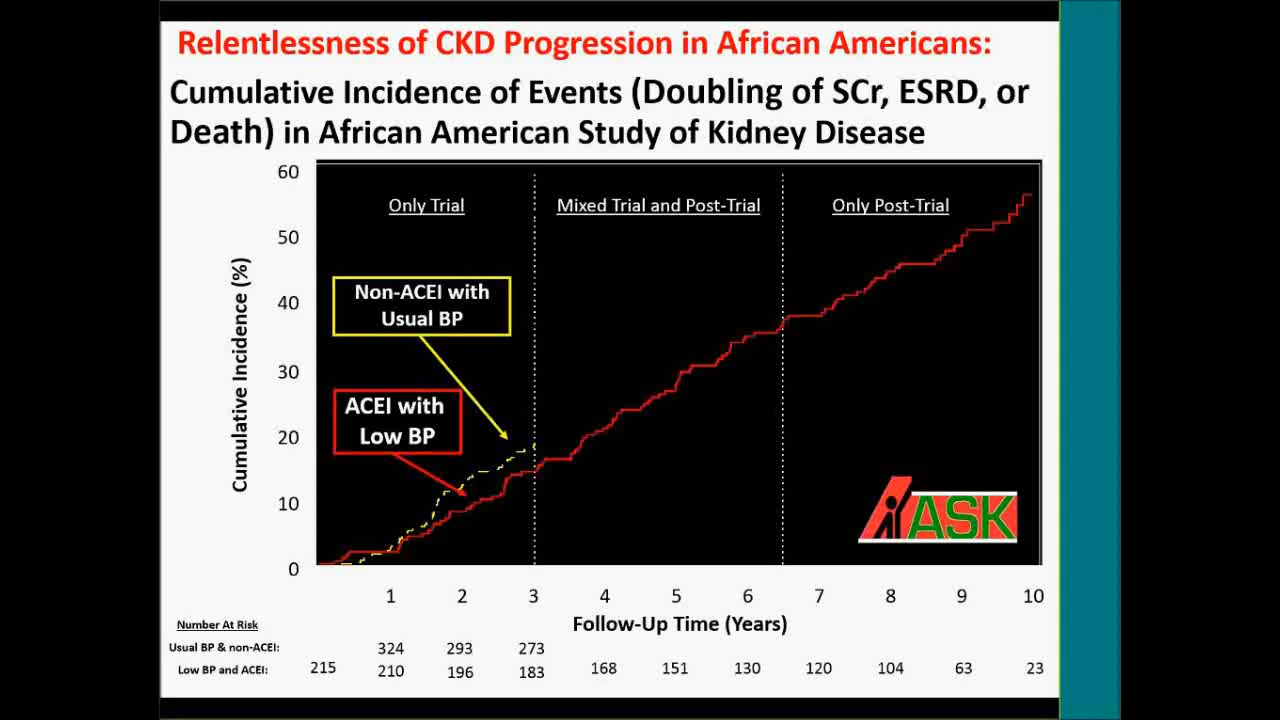 Relentlessness of CKD Progression in African Americans:
Cumulative Incidence of Events (Doubling of SCr, ESRD, or
Death) in African American Study of Kidney Disease
60
50
40
30
20
10
0
Cumulative Incidence (%)
Only Trial
Mixed Trial and Post-Trial
Only Post-Trial
Non-ACEI with
Usual BP
ACEI with
Low BP
ASK
1 2 3 4 5 6 7 8 9 10
Follow-Up Time (Years)
Number At Risk
Usual BP & non-ACEI: 324 293 273
Low BP and ACEI: 215 210 196 183 168 151 130 120 104 63 23